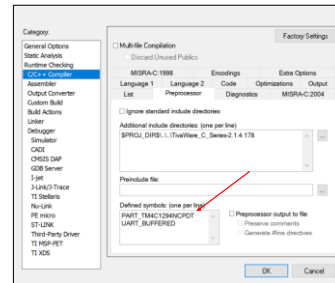 Category:
General Options
Static Analysis
Runtime Checking
C/C++ Compiler
Assembler
Output Converter
Custom Build
Build Actions
Linker
Debugger
Simulator
CADI
CMSIS DAP
GDB Server
I-jet
J-Link/J-Trace
TI Stellaris
Nu-Link
PE micro
ST-LINK
Third-Party Driver
TI MSP-FET
TI XDS
Factory Settings
Multi-file Compilation
Discard Unused Publics
MISRA-C:1998 Encodings Extra Options
Language 1 Language 2 Code Optimizations Output
List Preprocessor Diagnostics MISRA-C:2004
Ignore standard include directories
Additional include directories: (one per line)
$PROJ_DIR$\..\..\TivaWare_C_Series-2.1.4.178
...
Preinclude file:
...
Defined symbols: (one per line)
PART_TM4C1294NCPDT
UART_BUFFERED
Preprocessor output to file
Preserve comments
Generate #line directives
OK Cancel